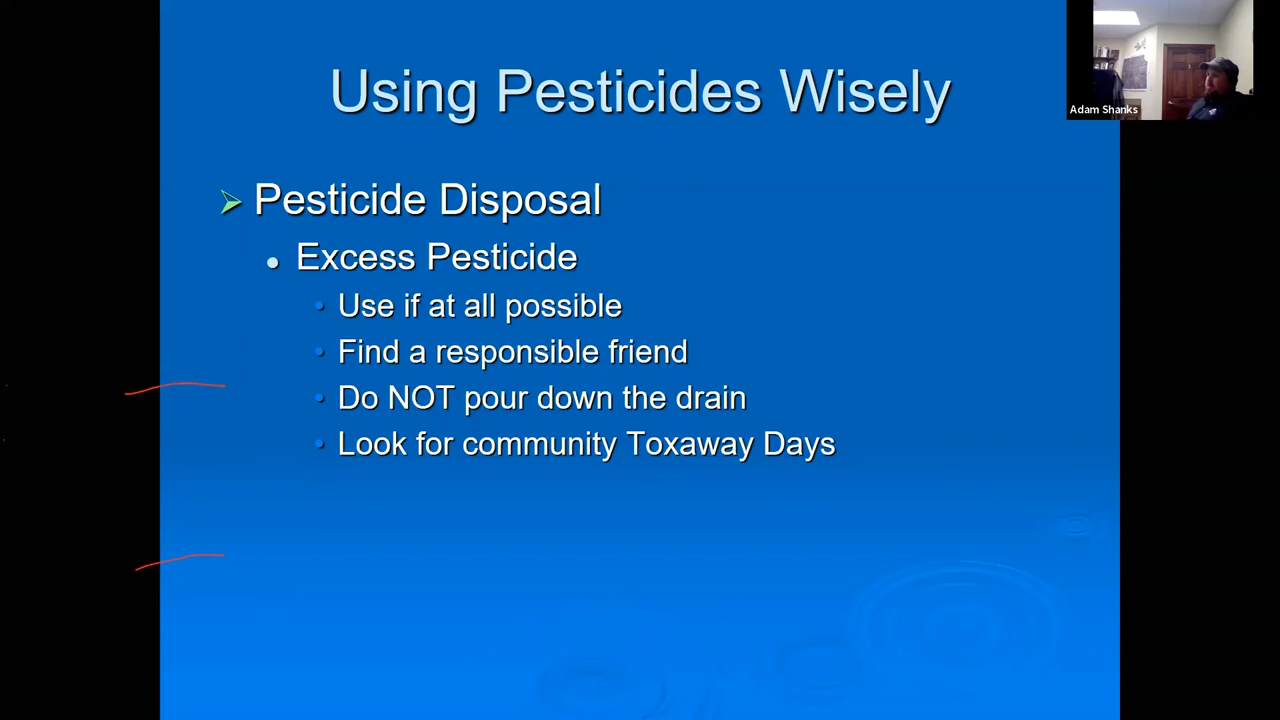 Using Pesticides Wisely
Adam Shanks
Pesticide Disposal
Excess Pesticide
Use if at all possible
Find a responsible friend
Do NOT pour down the drain
Look for community Toxaway Days